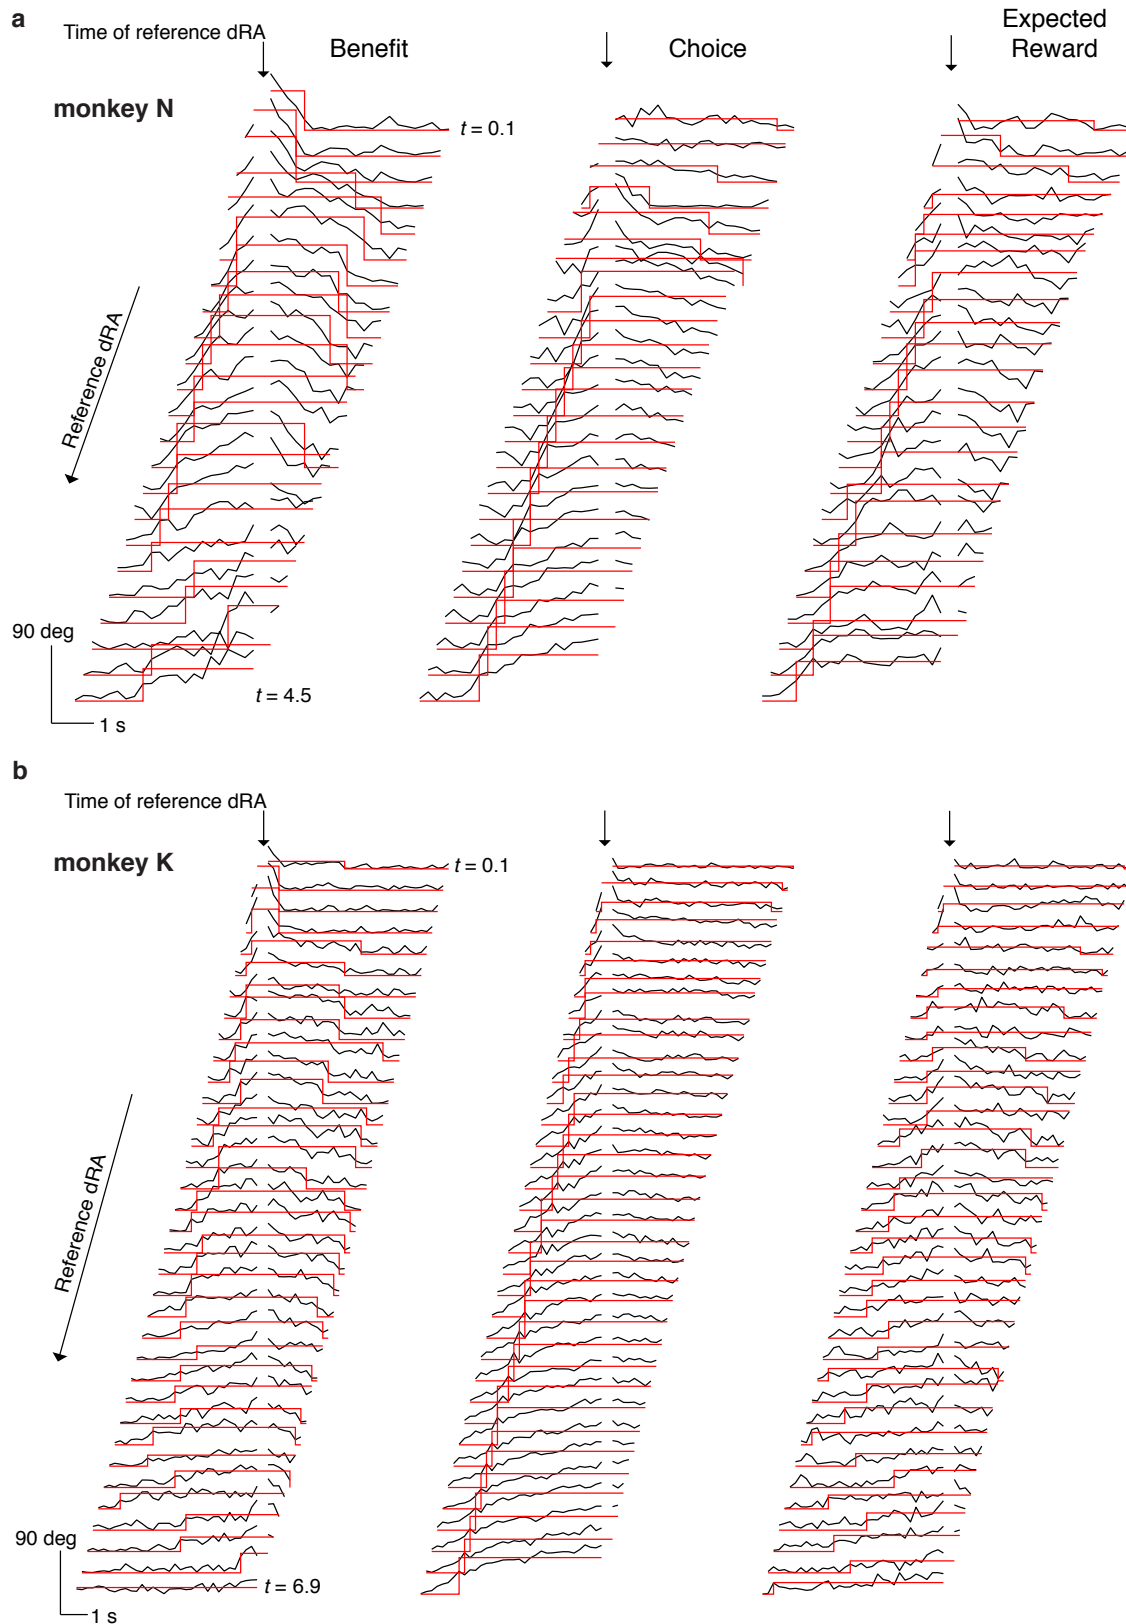 a
Time of reference dRA
Benefit
Choice
Expected
Reward
monkey N
t = 0.1
Reference dRA
90 deg
1 s
t = 4.5
b
Time of reference dRA
monkey K
t = 0.1
Reference dRA
90 deg
1 s
t = 6.9